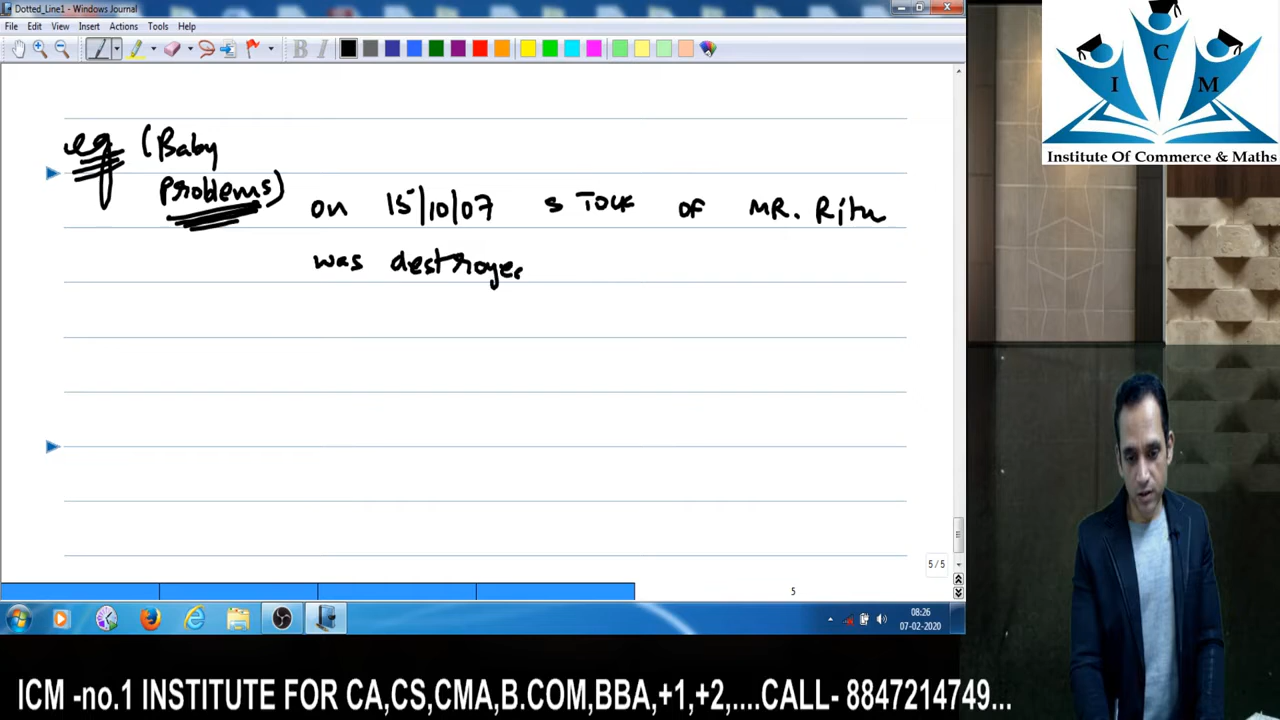 Dotted_Line1 - Windows Journal
File Edit View Insert Actions Tools Help
eg (Baby
Problems)
on 15/10/07 sTock of MR. Ritu
was destroye
5 / 5
5
08:26
07-02-2020
I C M
Institute Of Commerce & Maths
ICM -no.1 INSTITUTE FOR CA,CS,CMA,B.COM,BBA,+1,+2,....CALL- 8847214749...